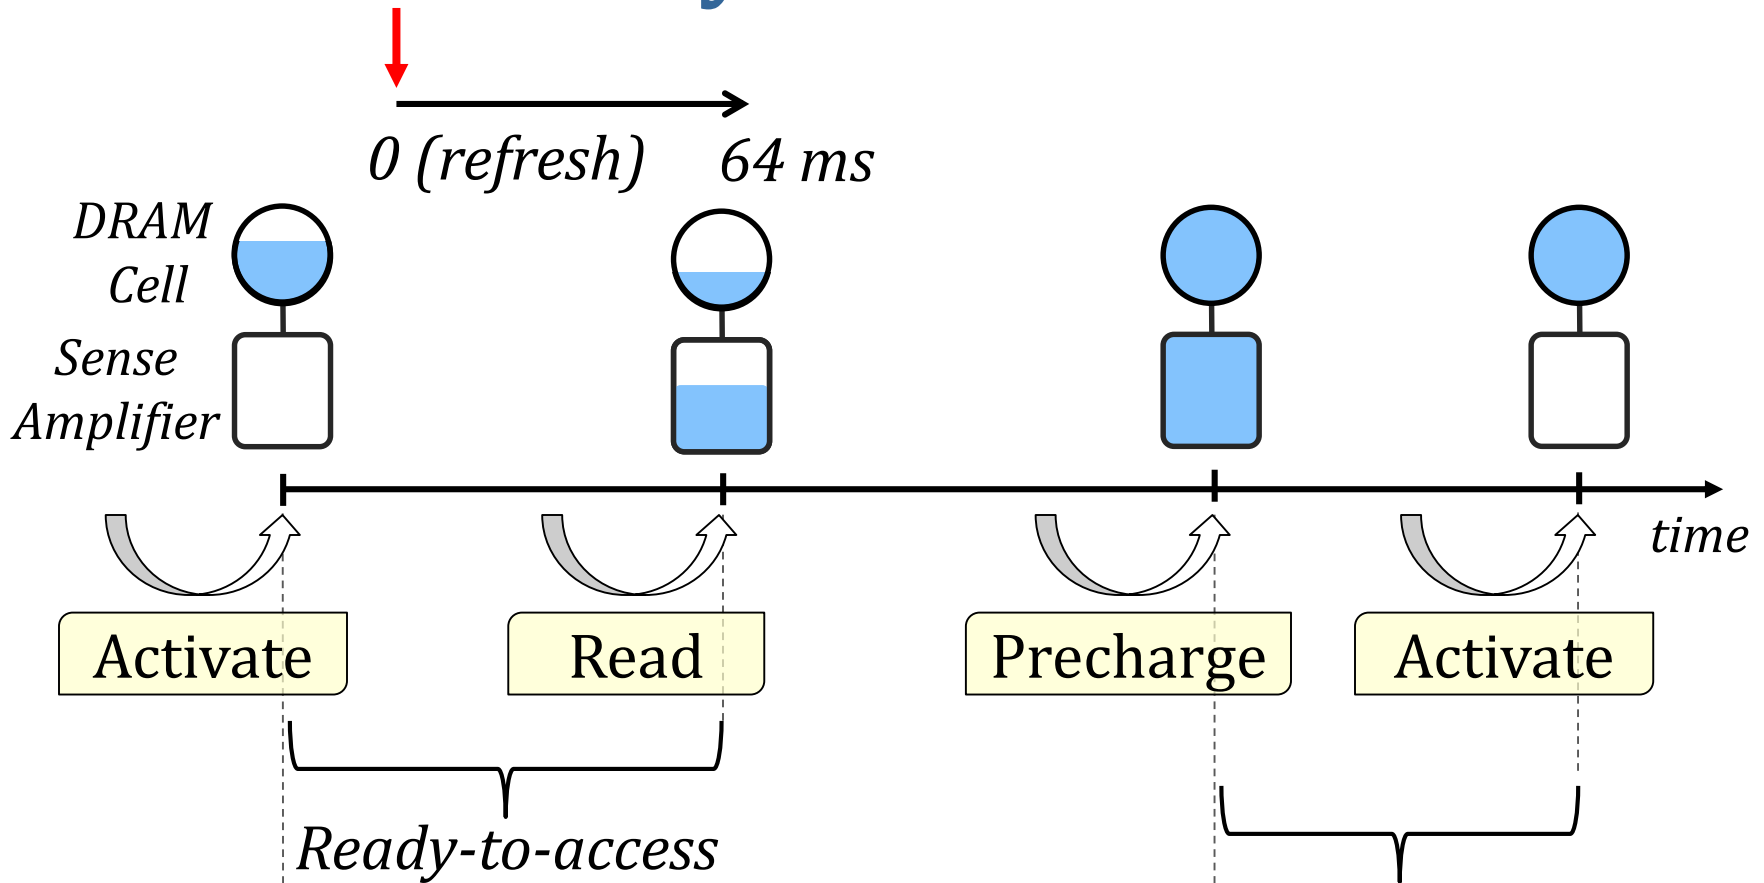 0 (refresh) 64 ms
DRAM
Cell
Sense
Amplifier
time
Activate Read Precharge Activate
Ready-to-access